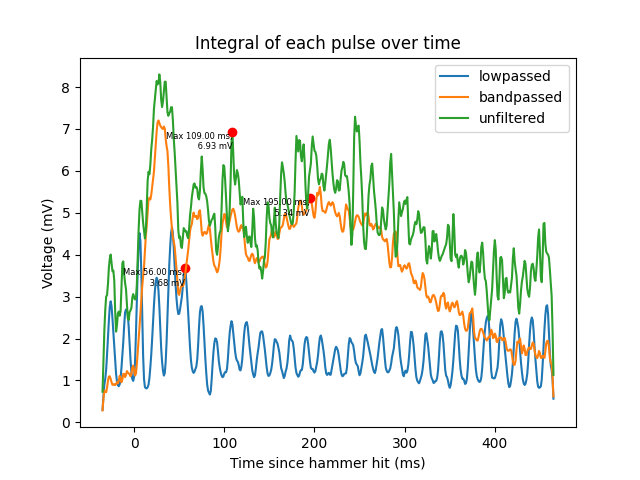 Integral of each pulse over time
Voltage (mV)
8
7
6
5
4
3
2
1
0
lowpassed
bandpassed
unfiltered
Max 109.00 ms,
6.93 mV
Max 195.00 ms,
5.34 mV
Max 56.00 ms,
3.68 mV
0
100
200
300
400
Time since hammer hit (ms)